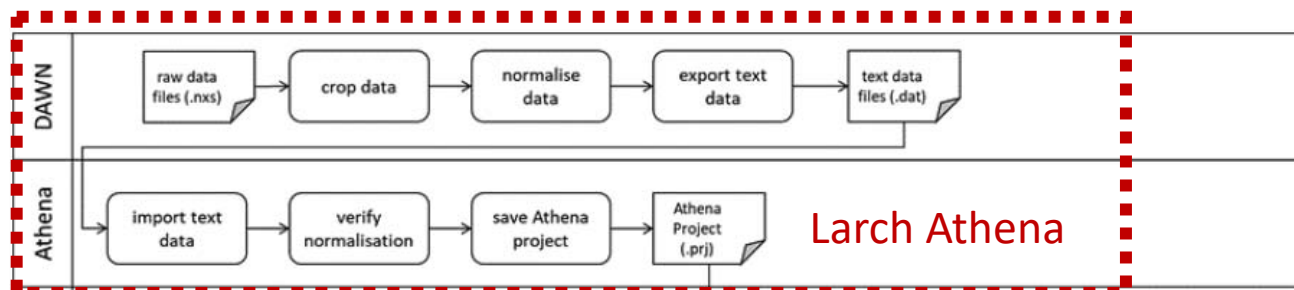 DAWN
raw data
files (.nxs)
crop data
normalise
data
export text
data
text data
files (.dat)
Athena
import text
data
verify
normalisation
save Athena
project
Athena
Project
(.prj)
Larch Athena